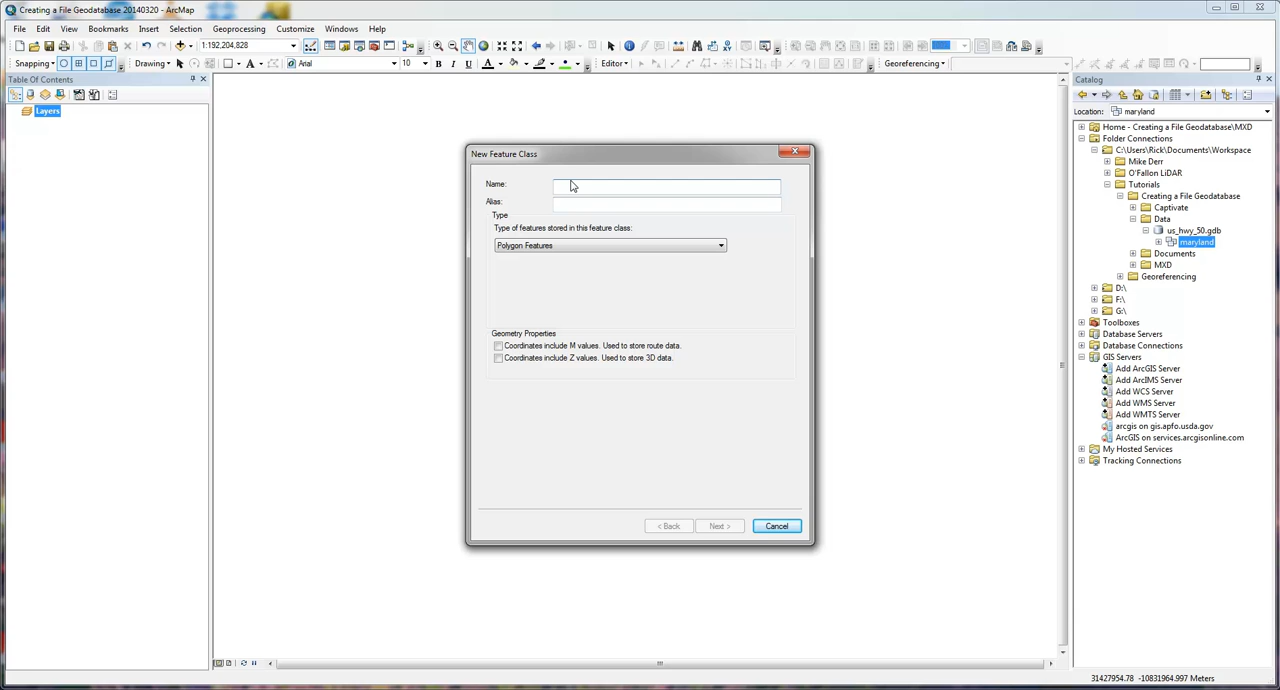 Creating a File Geodatabase 20140320 - ArcMap
File Edit View Bookmarks Insert Selection Geoprocessing Customize Windows Help
1:192,204,828
Snapping Drawing Arial 10 B I U A Editor Georeferencing
Table Of Contents
Layers
New Feature Class
Name:
Alias:
Type
Type of features stored in this feature class:
Polygon Features
Geometry Properties
Coordinates include M values. Used to store route data.
Coordinates include Z values. Used to store 3D data.
< Back Next > Cancel
Catalog
Location: maryland
Home - Creating a File Geodatabase\MXD
Folder Connections
C:\Users\Rick\Documents\Workspace
Mike Derr
O'Fallon LiDAR
Tutorials
Creating a File Geodatabase
Captivate
Data
us_hwy_50.gdb
maryland
Documents
MXD
Georeferencing
D:\
F:\
G:\
Toolboxes
Database Servers
Database Connections
GIS Servers
Add ArcGIS Server
Add ArcIMS Server
Add WCS Server
Add WMS Server
Add WMTS Server
arcgis on gis.apfo.usda.gov
ArcGIS on services.arcgisonline.com
My Hosted Services
Tracking Connections
31427954.78 -10831964.997 Meters